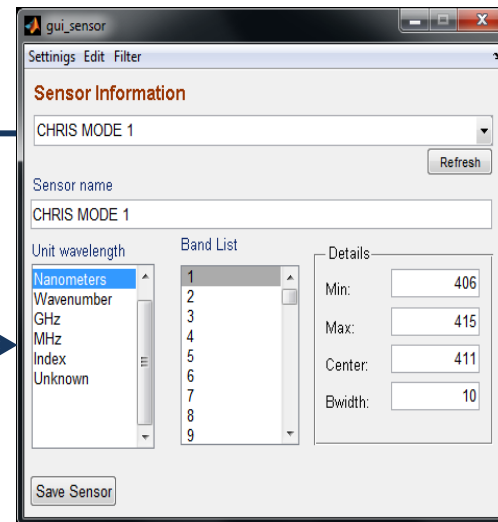 gui_sensor
Settinigs Edit Filter
Sensor Information
CHRIS MODE 1
Refresh
Sensor name
CHRIS MODE 1
Unit wavelength
Nanometers
Wavenumber
GHz
MHz
Index
Unknown
Band List
1
2
3
4
5
6
7
8
9
Details
Min: 406
Max: 415
Center: 411
Bwidth: 10
Save Sensor